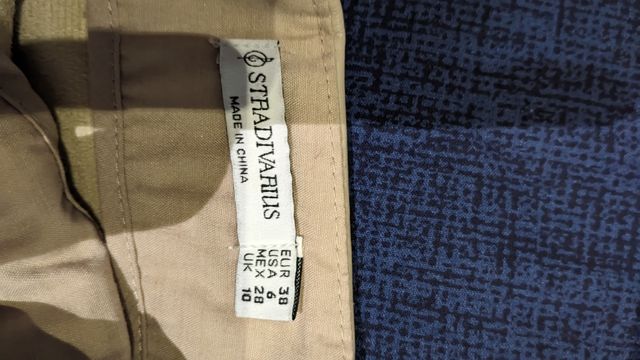 STRADIVARIUS
MADE IN CHINA
EUR 38
USA 6
MEX 28
UK 10